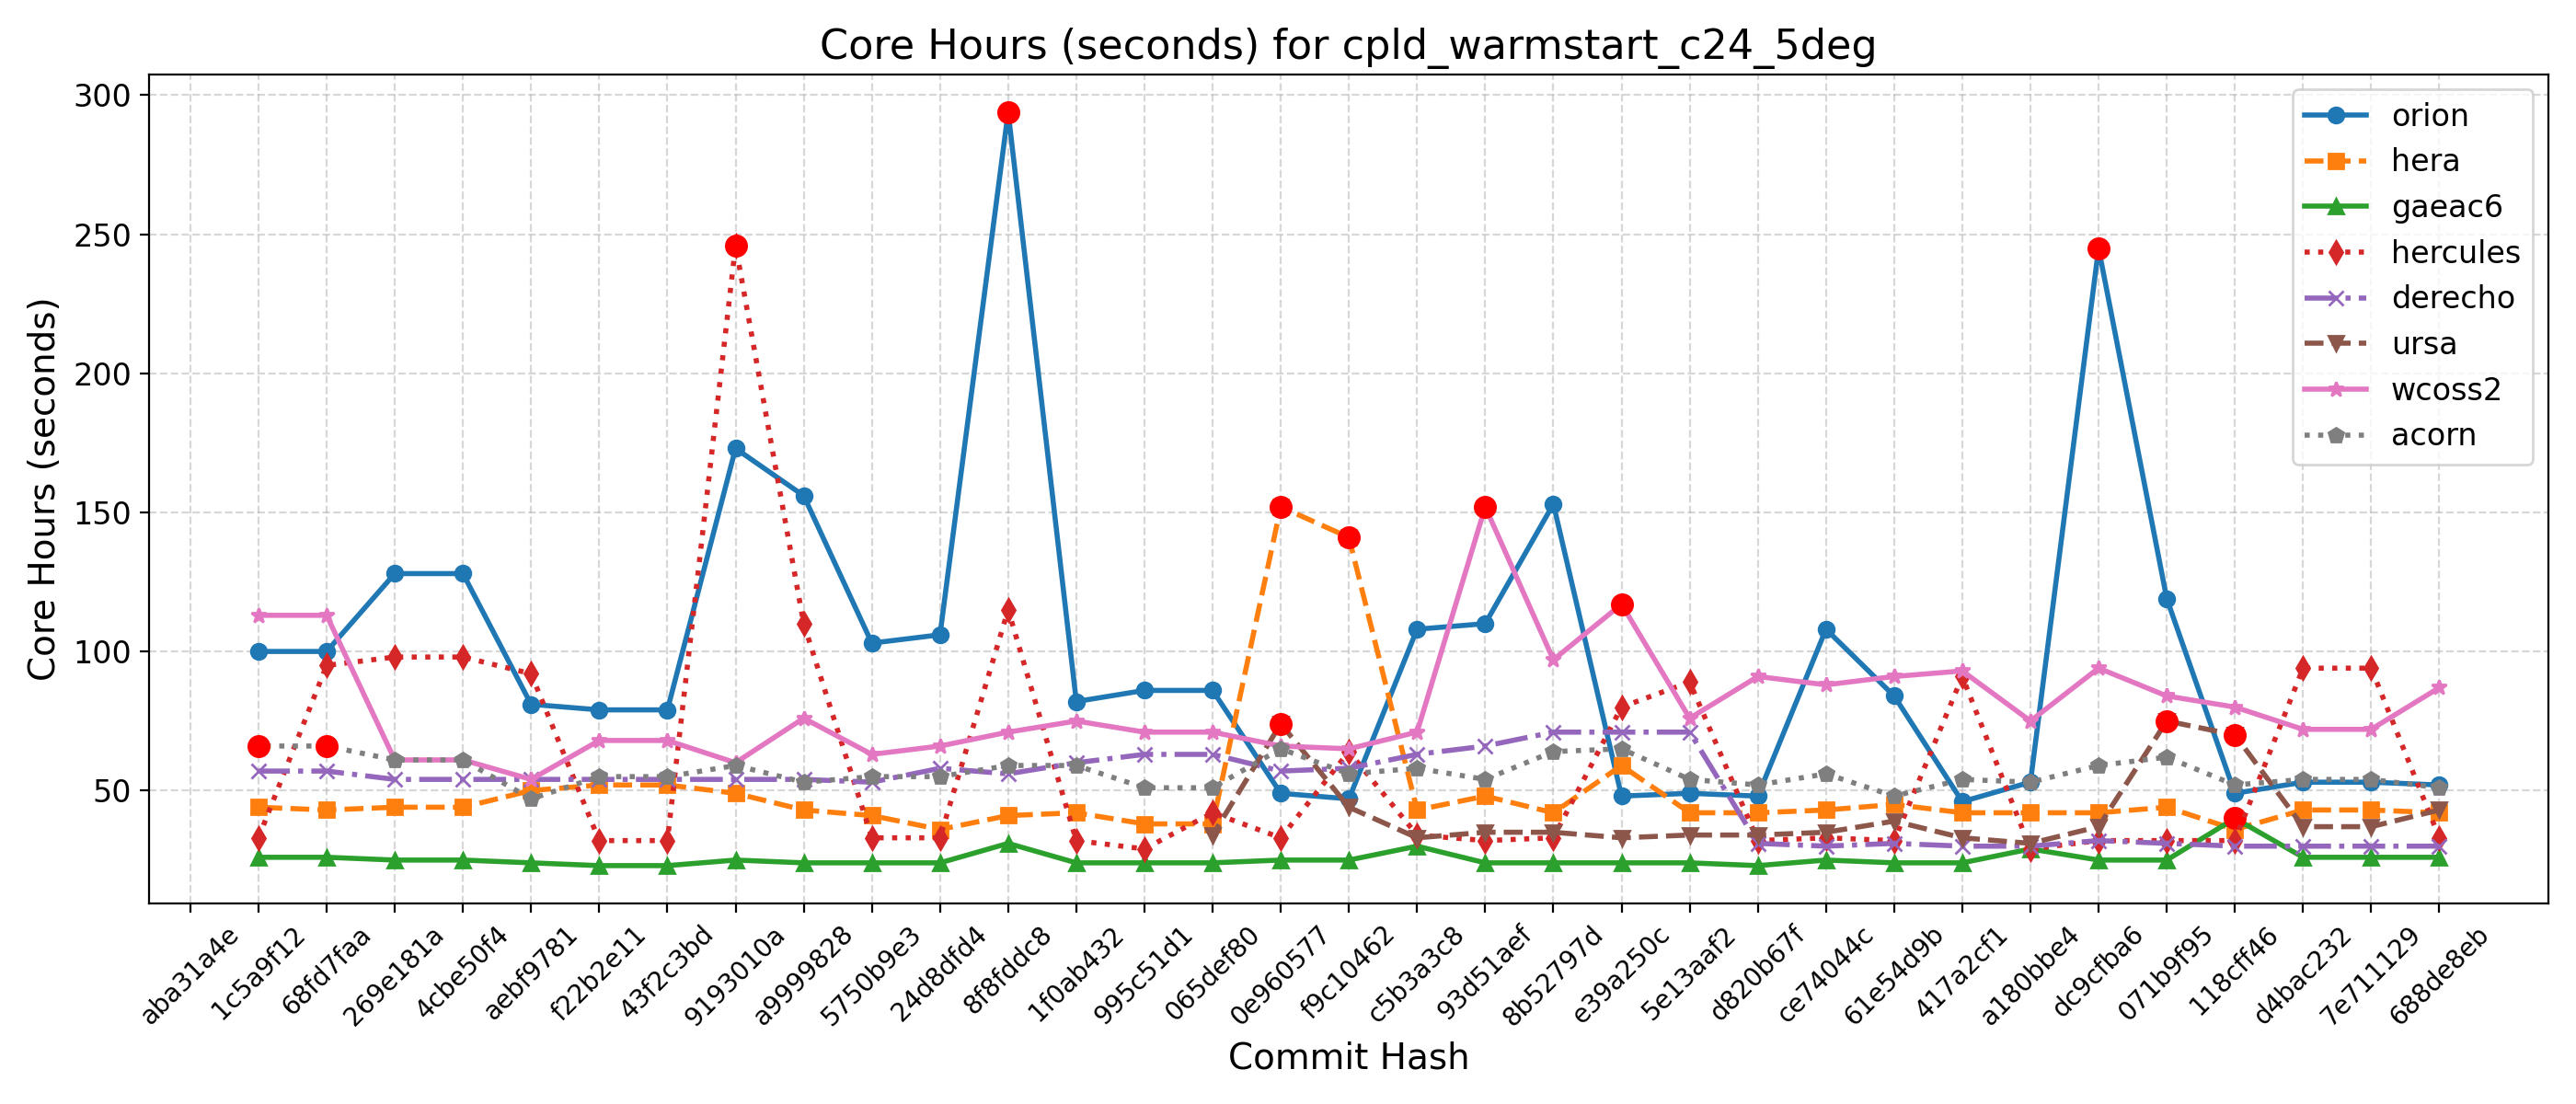 Core Hours (seconds) for cpld_warmstart_c24_5deg
Core Hours (seconds)
300
250
200
150
100
50
orion
hera
gaeac6
hercules
derecho
ursa
wcoss2
acorn
aba31a4e
1c5a9f12
68fd7faa
269e181a
4cbe50f4
aebf9781
f22b2e11
43f2c3bd
9193010a
a9999828
5750b9e3
24d8dfd4
8f8fddc8
1f0ab432
995c51d1
065def80
0e960577
f9c10462
c5b3a3c8
93d51aef
8b52797d
e39a250c
5e13aaf2
d820b67f
ce74044c
61e54d9b
417a2cf1
a180bbe4
dc9cfba6
071b9f95
118cff46
d4bac232
7e711129
688de8eb
Commit Hash